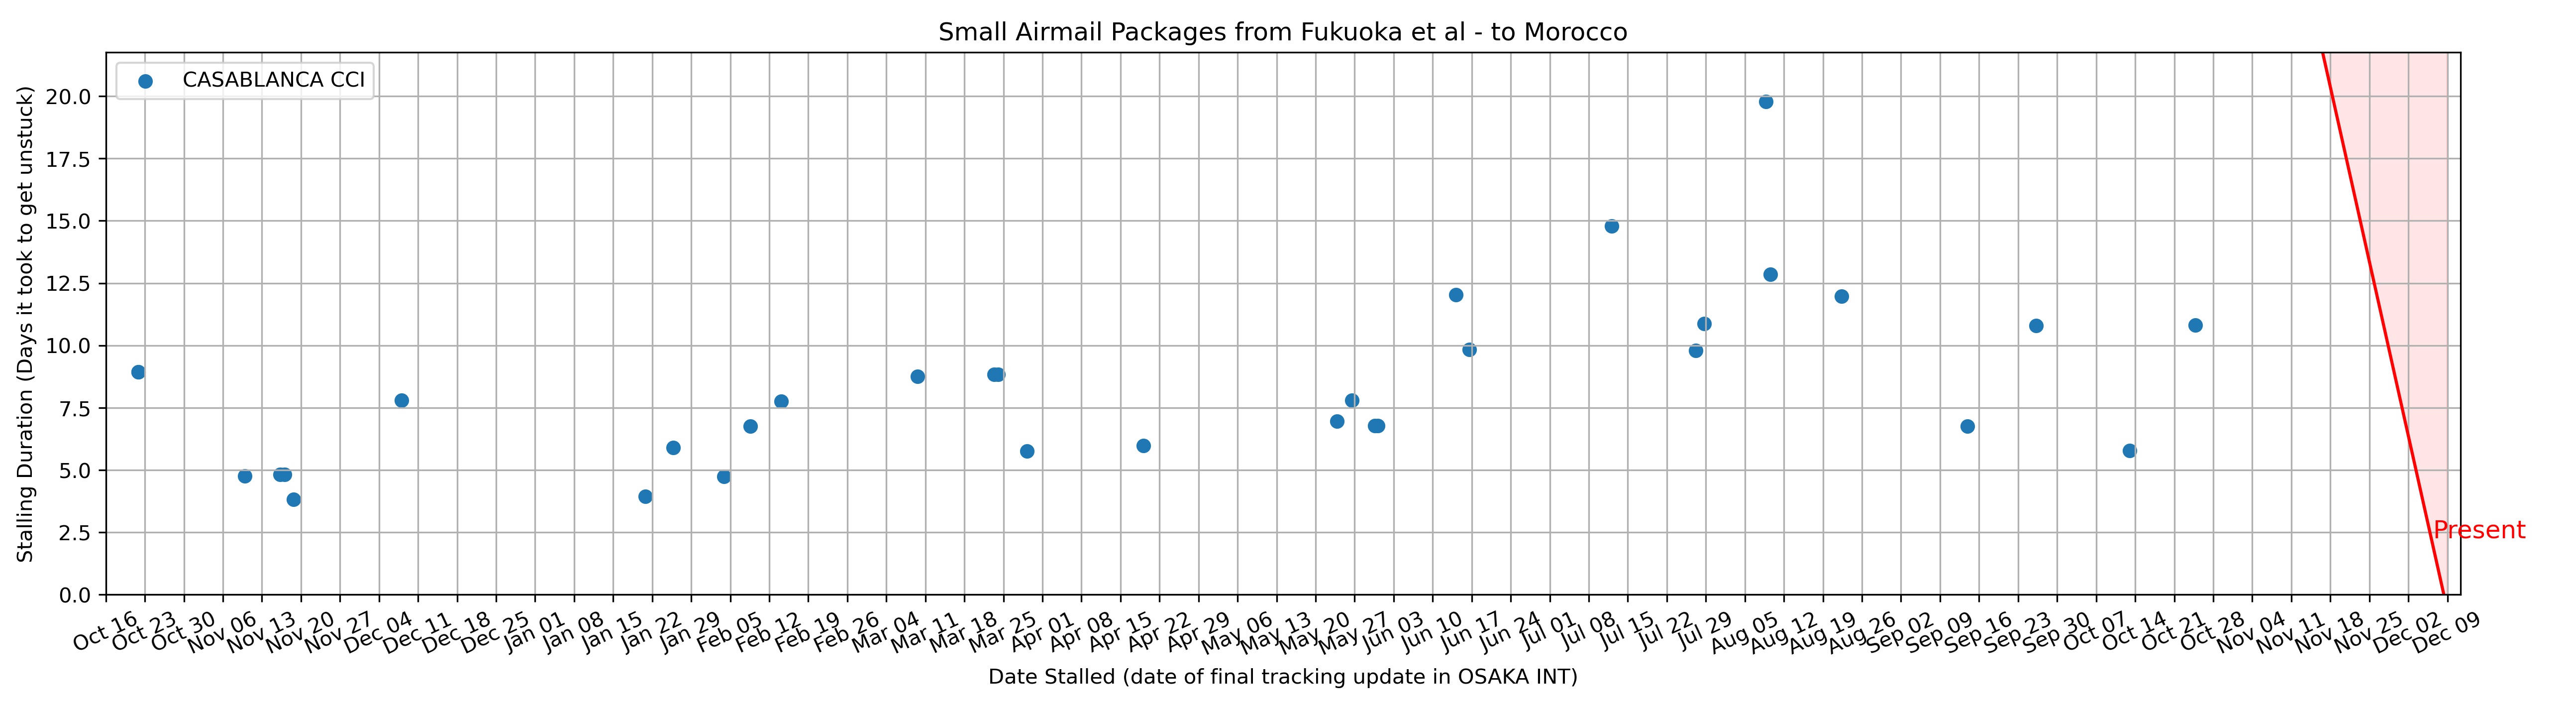 Small Airmail Packages from Fukuoka et al - to Morocco
CASABLANCA CCI
Stalling Duration (Days it took to get unstuck)
20.0
17.5
15.0
12.5
10.0
7.5
5.0
2.5
0.0
Present
Oct 16
Oct 23
Oct 30
Nov 06
Nov 13
Nov 20
Nov 27
Dec 04
Dec 11
Dec 18
Dec 25
Jan 01
Jan 08
Jan 15
Jan 22
Jan 29
Feb 05
Feb 12
Feb 19
Feb 26
Mar 04
Mar 11
Mar 18
Mar 25
Apr 01
Apr 08
Apr 15
Apr 22
Apr 29
May 06
May 13
May 20
May 27
Jun 03
Jun 10
Jun 17
Jun 24
Jul 01
Jul 08
Jul 15
Jul 22
Jul 29
Aug 05
Aug 12
Aug 19
Aug 26
Sep 02
Sep 09
Sep 16
Sep 23
Sep 30
Oct 07
Oct 14
Oct 21
Oct 28
Nov 04
Nov 11
Nov 18
Nov 25
Dec 02
Dec 09
Date Stalled (date of final tracking update in OSAKA INT)